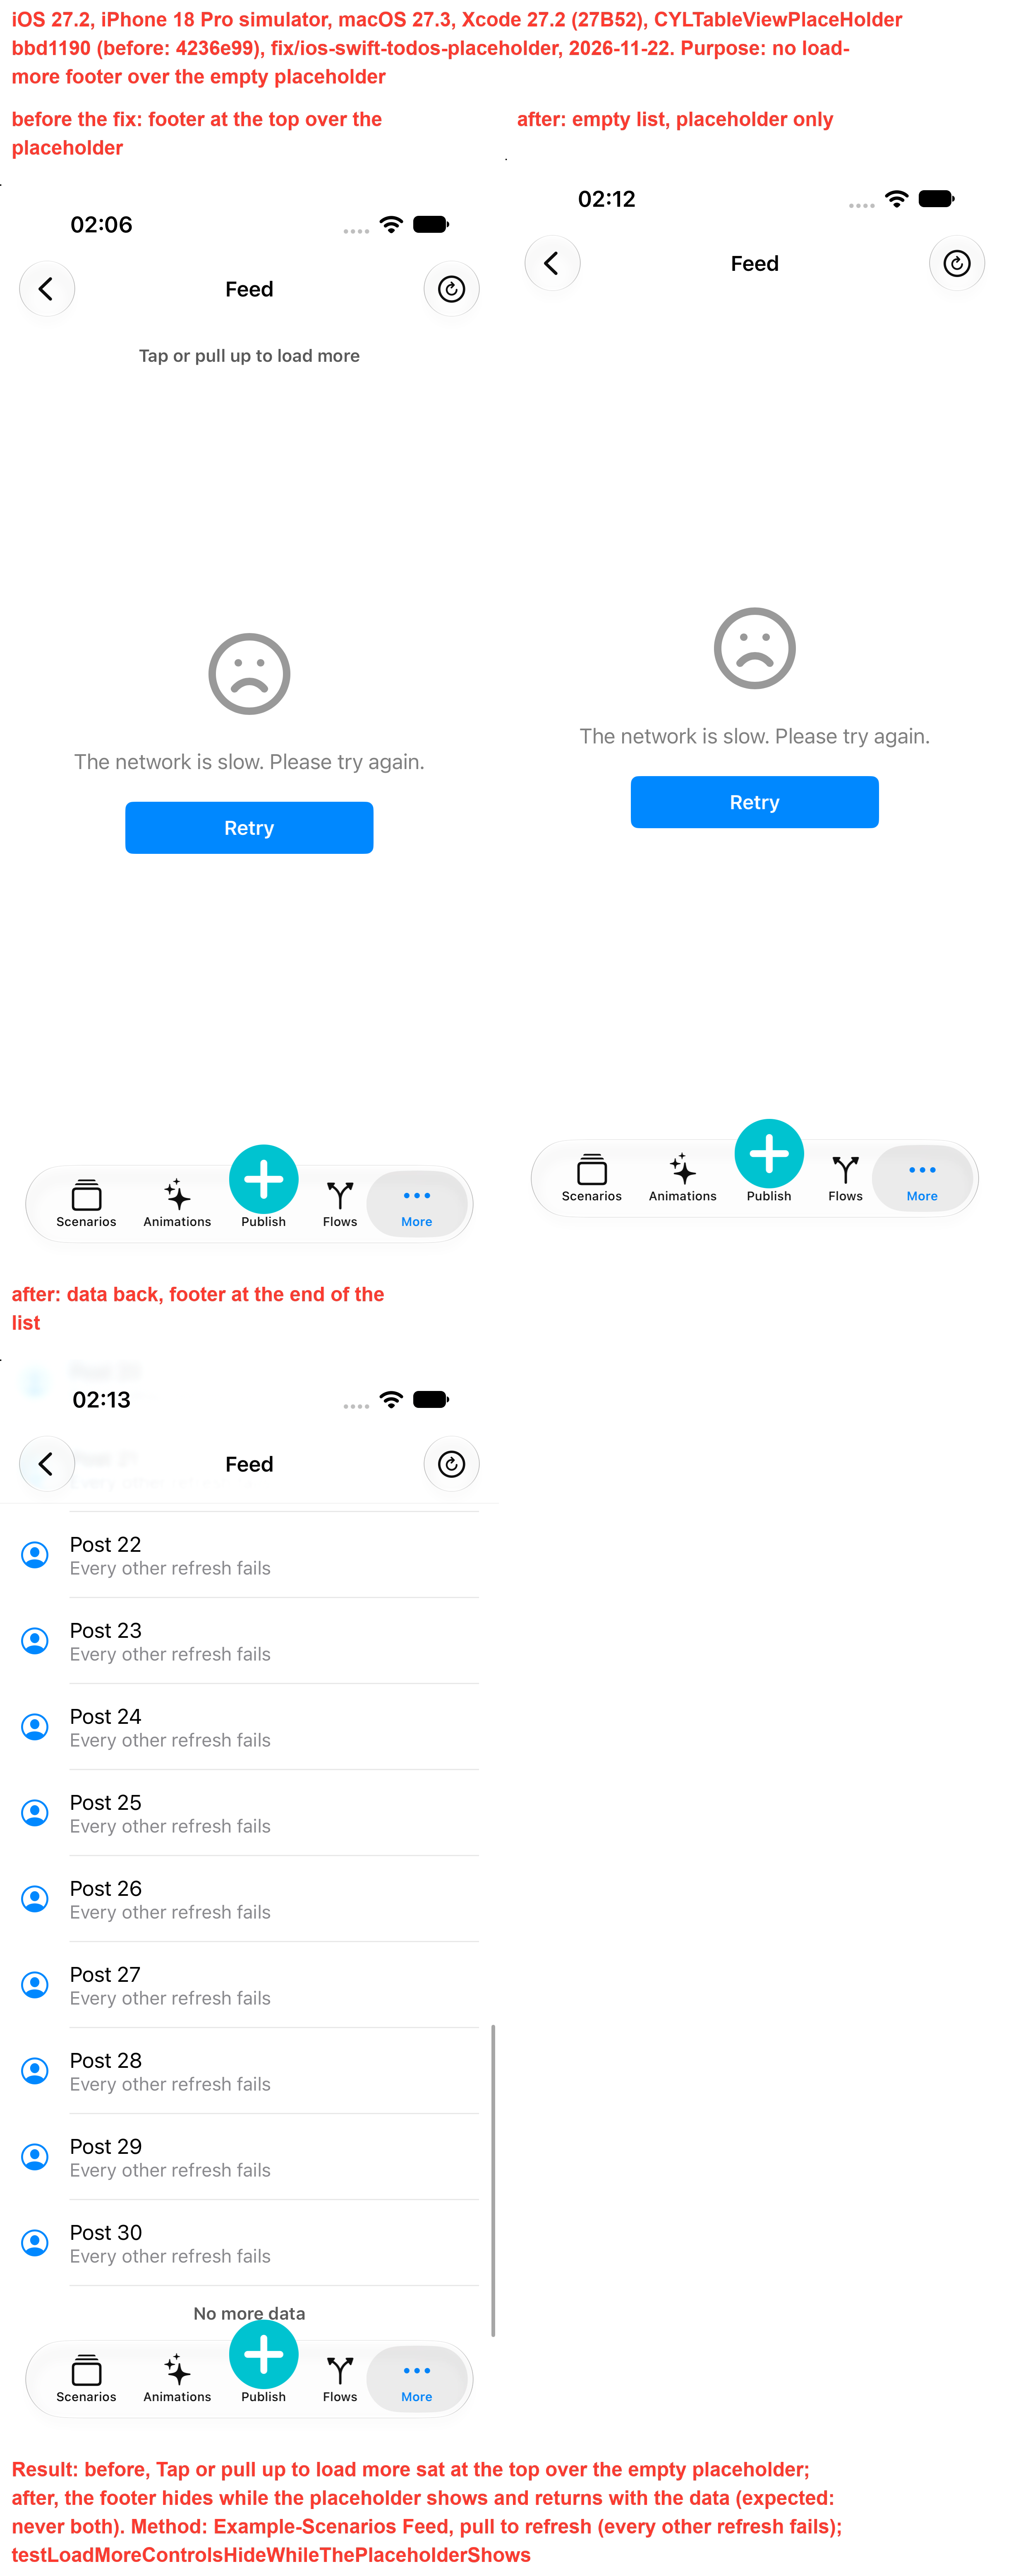 iOS 27.2, iPhone 18 Pro simulator, macOS 27.3, Xcode 27.2 (27B52), CYLTableViewPlaceHolder
bbd1190 (before: 4236e99), fix/ios-swift-todos-placeholder, 2026-11-22. Purpose: no load-
more footer over the empty placeholder
before the fix: footer at the top over the
placeholder
02:06
Feed
Tap or pull up to load more
The network is slow. Please try again.
Retry
Scenarios Animations Publish Flows More
after: empty list, placeholder only
02:12
Feed
The network is slow. Please try again.
Retry
Scenarios Animations Publish Flows More
after: data back, footer at the end of the
list
02:13
Feed
Post 22
Every other refresh fails
Post 23
Every other refresh fails
Post 24
Every other refresh fails
Post 25
Every other refresh fails
Post 26
Every other refresh fails
Post 27
Every other refresh fails
Post 28
Every other refresh fails
Post 29
Every other refresh fails
Post 30
Every other refresh fails
No more data
Scenarios Animations Publish Flows More
Result: before, Tap or pull up to load more sat at the top over the empty placeholder;
after, the footer hides while the placeholder shows and returns with the data (expected:
never both). Method: Example-Scenarios Feed, pull to refresh (every other refresh fails);
testLoadMoreControlsHideWhileThePlaceholderShows